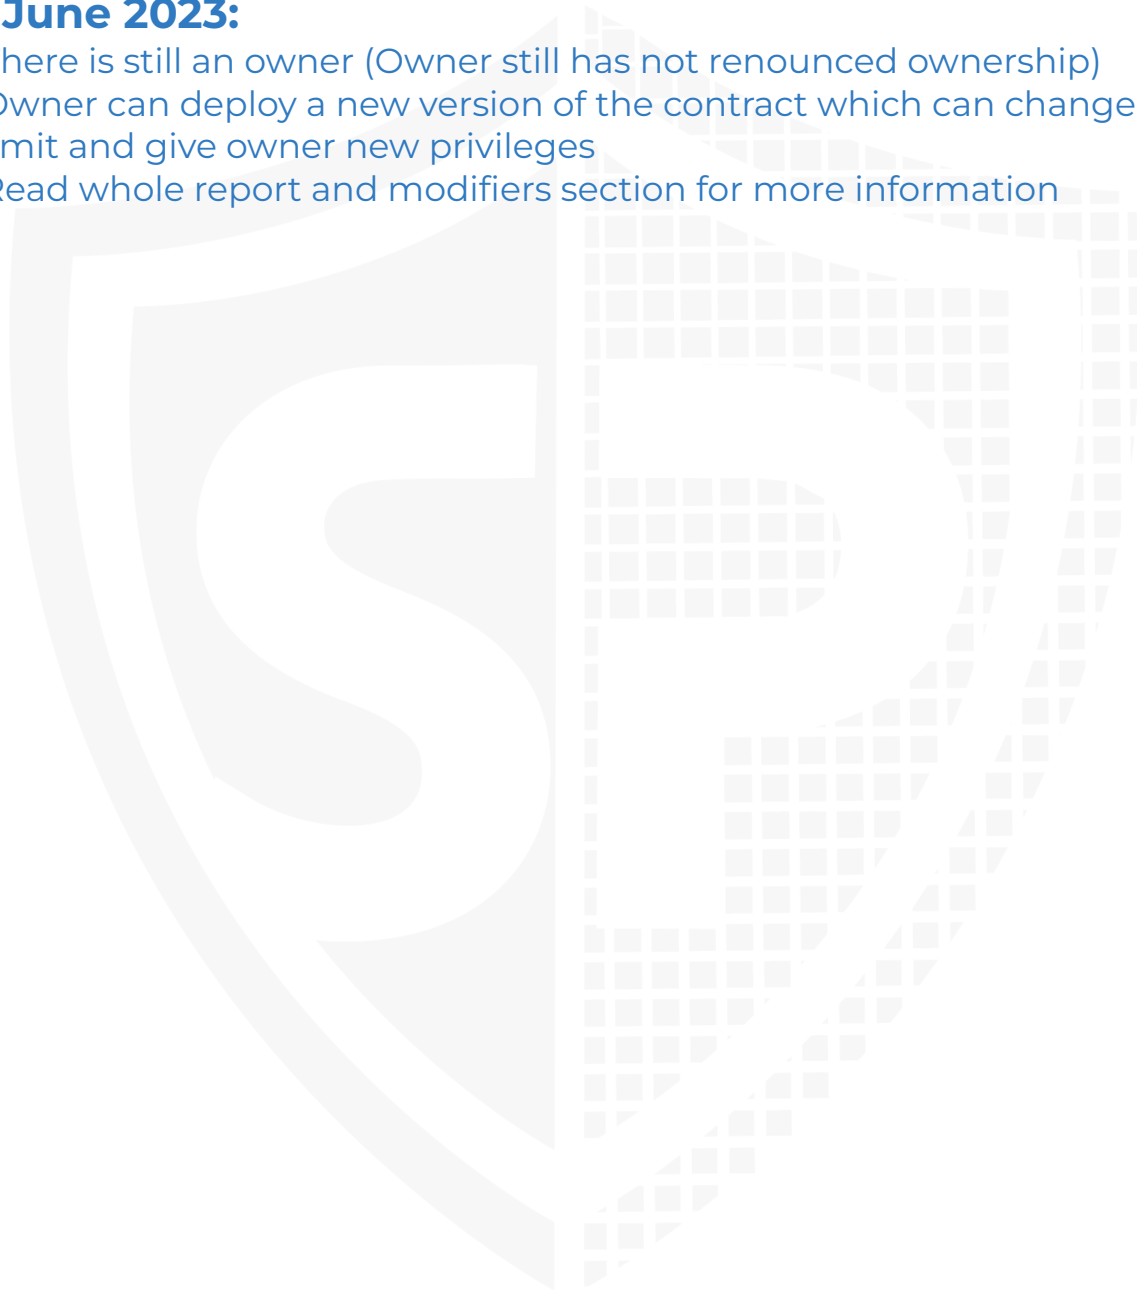 June 2023:
here is still an owner (Owner still has not renounced ownership)
Owner can deploy a new version of the contract which can change
mit and give owner new privileges
Read whole report and modifiers section for more information
SP